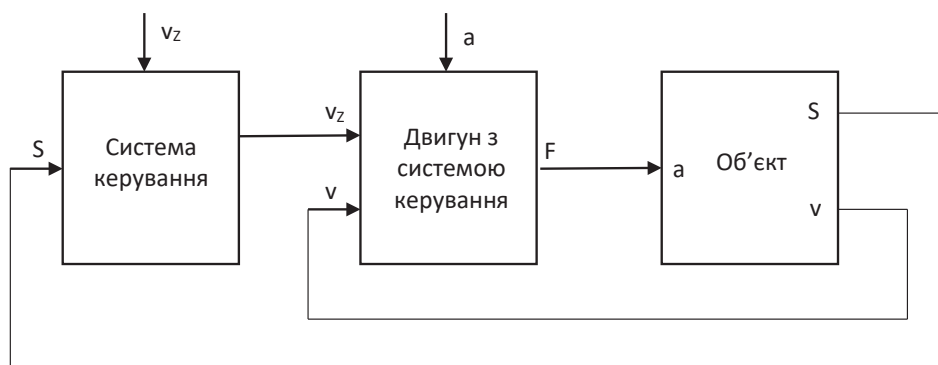 vZ
a
S
Система
керування
vZ
v
Двигун з
системою
керування
F
a
Об’єкт
S
v